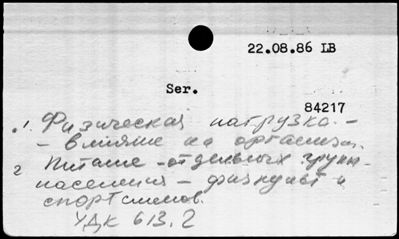 22.08.86 LB
Ser.
84217
1. Физическая нагрузка -
- влияние на организм.
2 Питание - отдельных групп
населения - физкульт и
спортсменов.
УДК 613.2